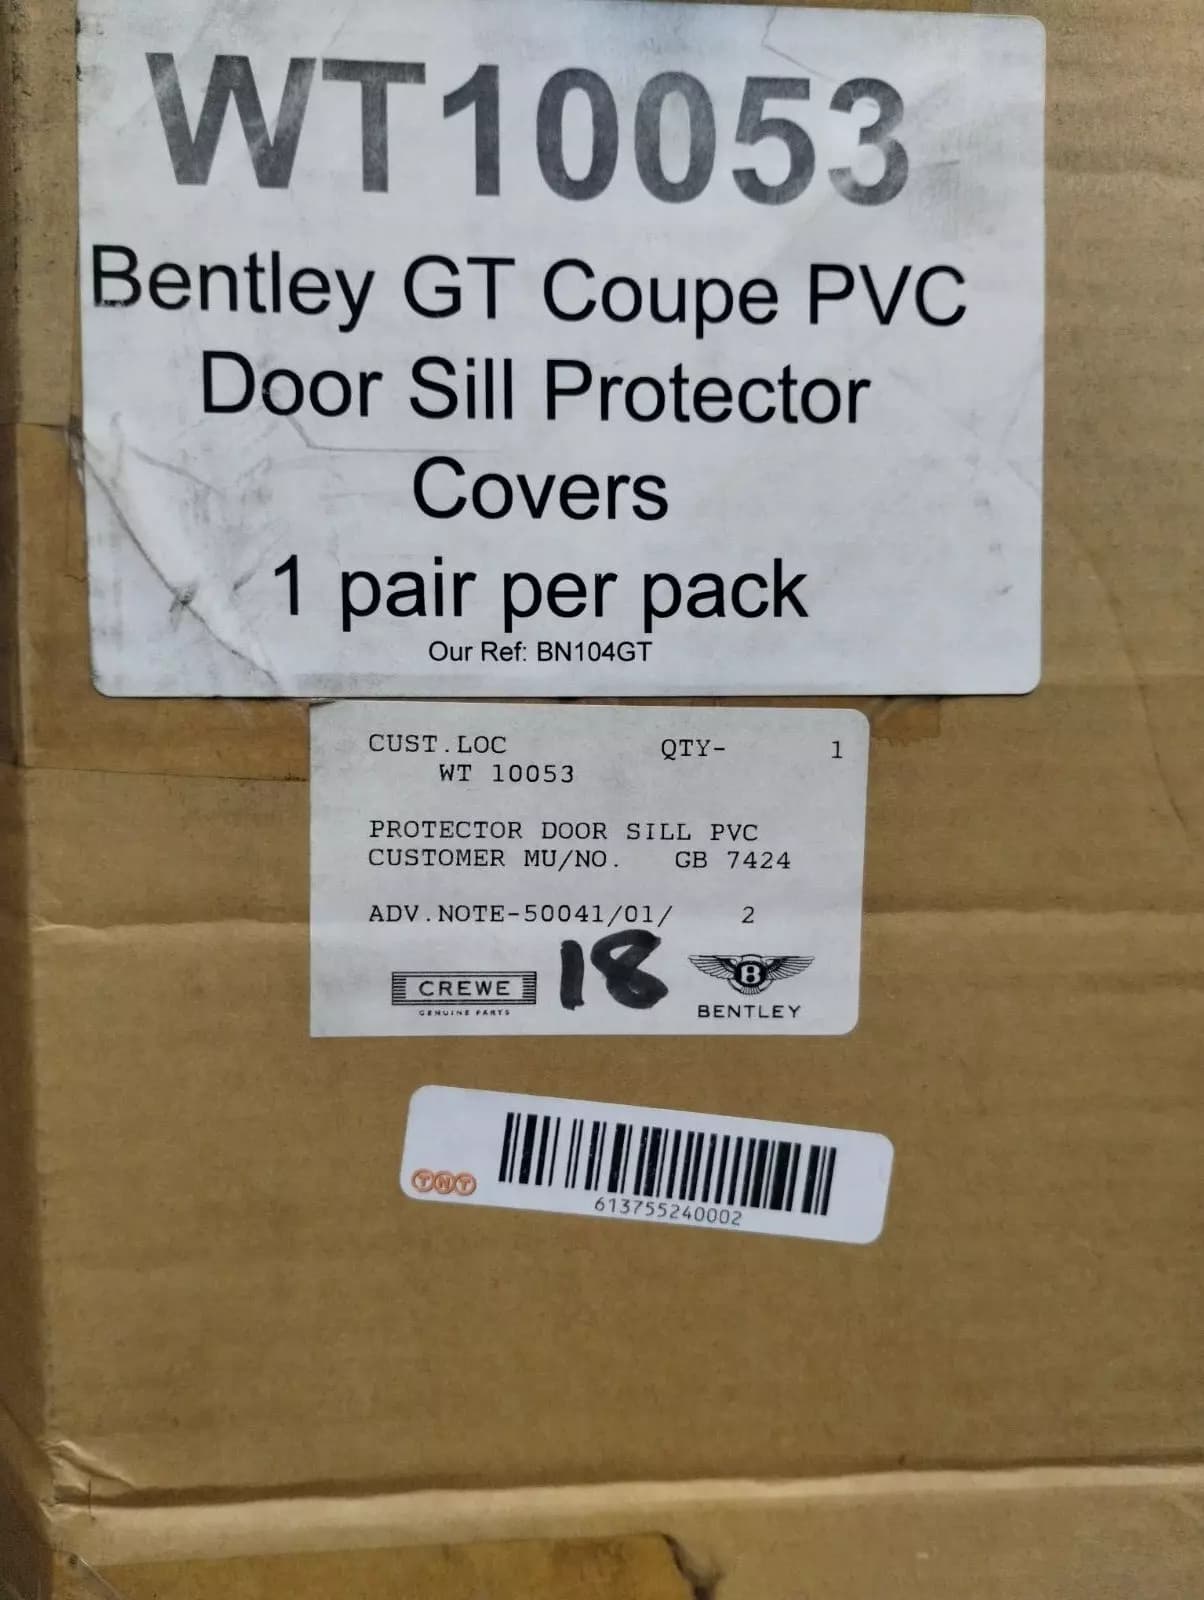 WT10053
Bentley GT Coupe PVC
Door Sill Protector
Covers
1 pair per pack
Our Ref: BN104GT
CUST.LOC QTY- 1
WT 10053
PROTECTOR DOOR SILL PVC
CUSTOMER MU/NO. GB 7424
ADV.NOTE-50041/01/ 2
18
CREWE
GENUINE PARTS
B
BENTLEY
TNT
613755240002